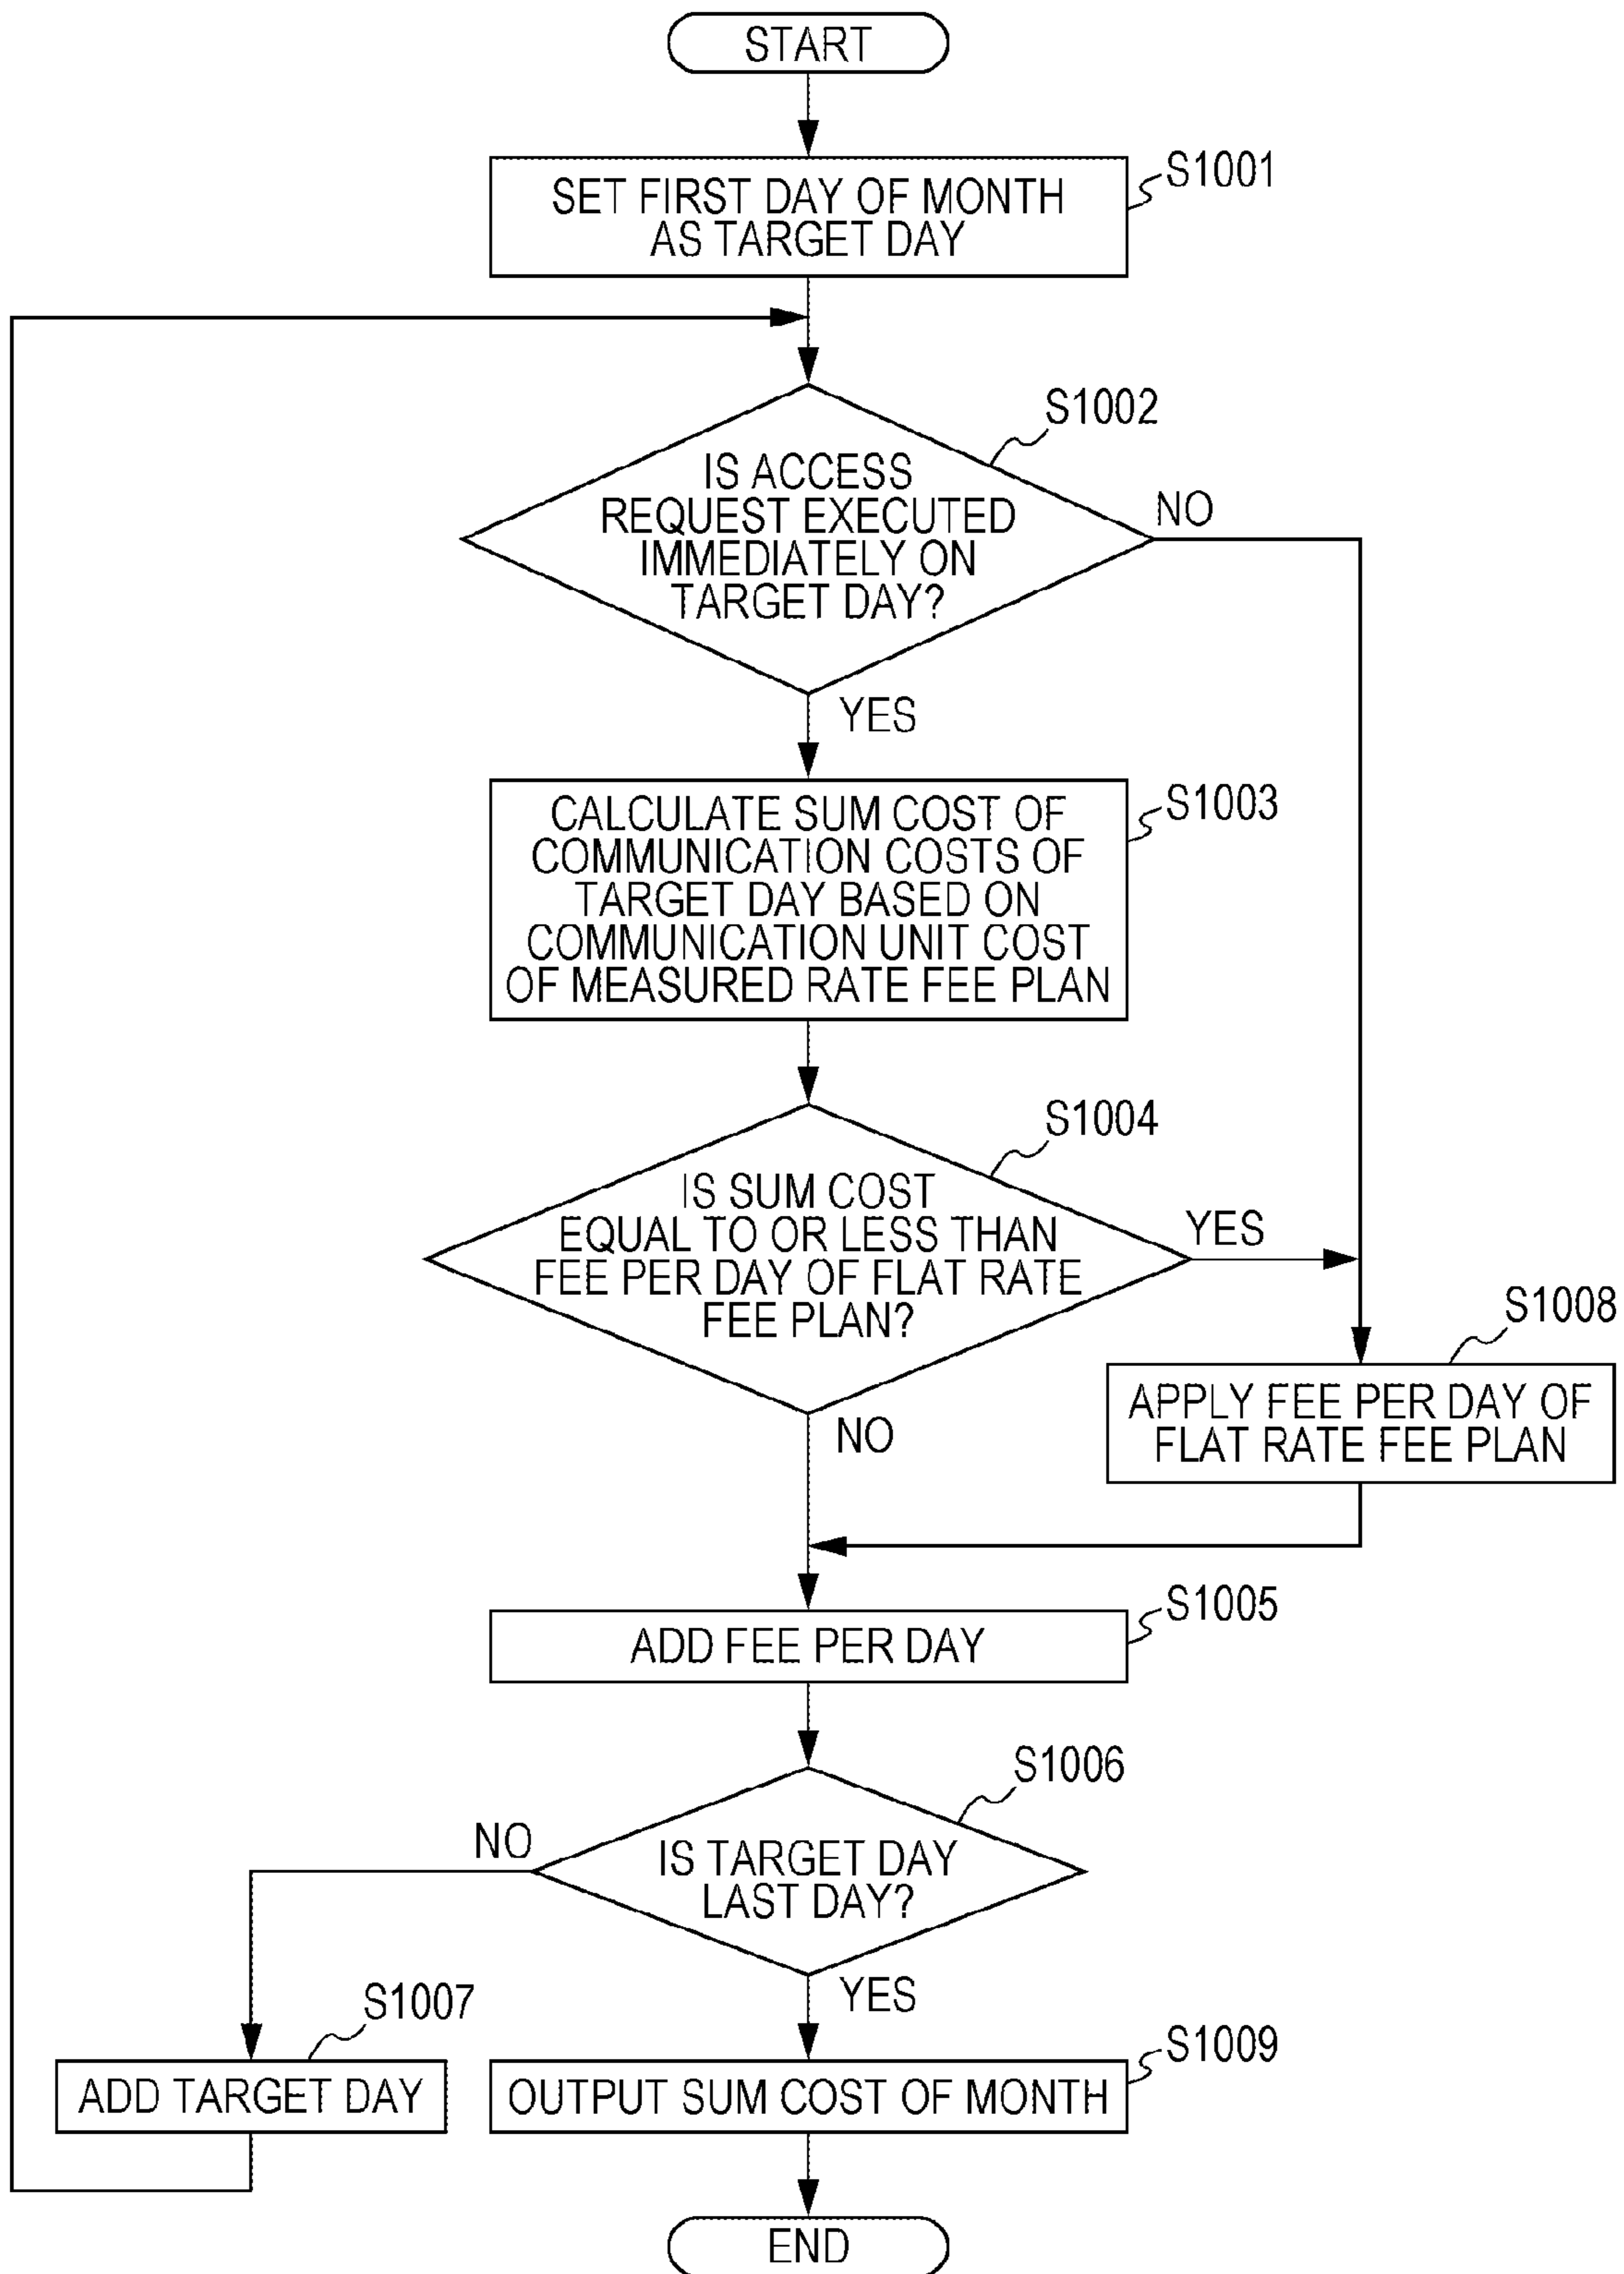 START
S1001
SET FIRST DAY OF MONTH
AS TARGET DAY
S1002
IS ACCESS
REQUEST EXECUTED
IMMEDIATELY ON
TARGET DAY?
NO
YES
S1003
CALCULATE SUM COST OF
COMMUNICATION COSTS OF
TARGET DAY BASED ON
COMMUNICATION UNIT COST
OF MEASURED RATE FEE PLAN
S1004
IS SUM COST
EQUAL TO OR LESS THAN
FEE PER DAY OF FLAT RATE
FEE PLAN?
YES
NO
S1008
APPLY FEE PER DAY OF
FLAT RATE FEE PLAN
S1005
ADD FEE PER DAY
S1006
IS TARGET DAY
LAST DAY?
NO
YES
S1007
ADD TARGET DAY
S1009
OUTPUT SUM COST OF MONTH
END